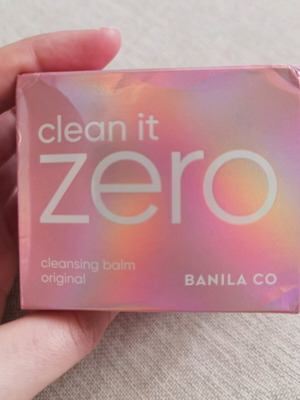 clean it
zero
cleansing balm
original
BANILA CO